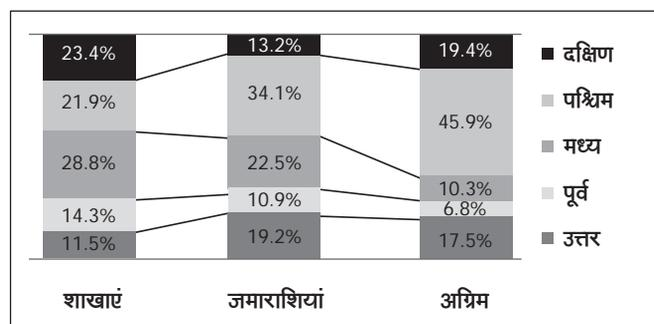 23.4% 13.2% 19.4%
21.9% 34.1% 45.9%
28.8% 22.5% 10.3%
14.3% 10.9% 6.8%
11.5% 19.2% 17.5%
शाखाएं जमाराशियां अग्रिम
दक्षिण
पश्चिम
मध्य
पूर्व
उत्तर